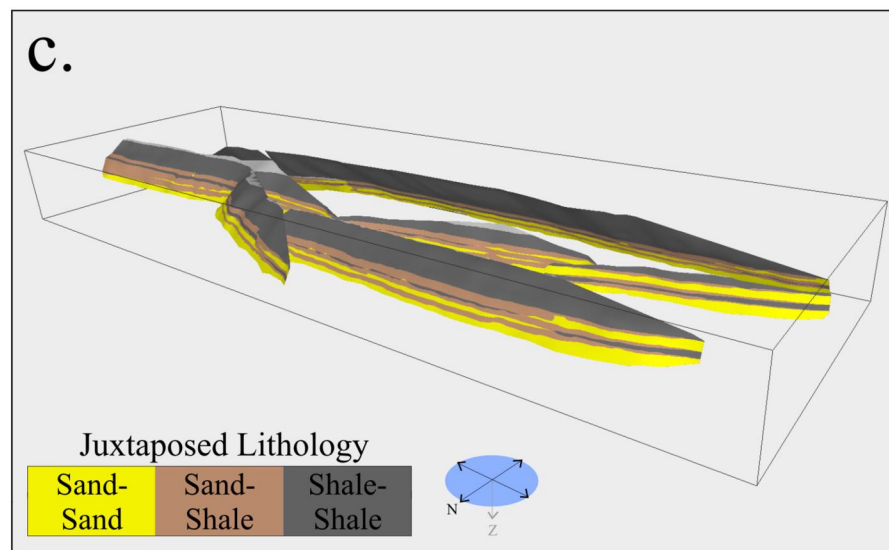 c.
Juxtaposed Lithology
Sand-
Sand
Sand-
Shale
Shale-
Shale
N
Z